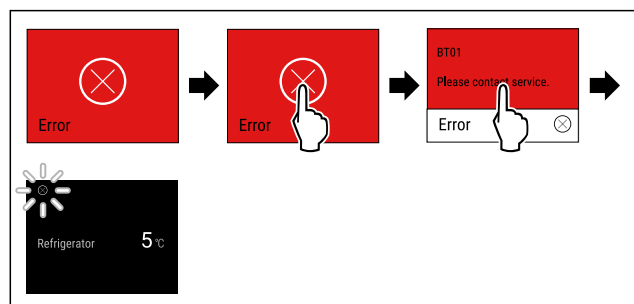 Error
Error
BT01
Please contact service.
Error
Refrigerator 5 °C